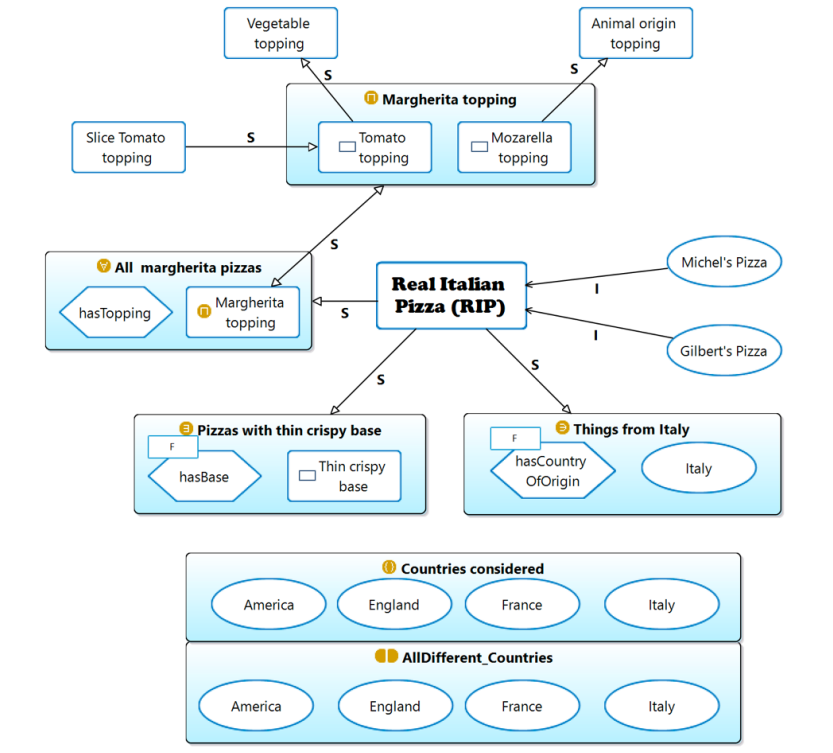 Vegetable
topping
Animal origin
topping
S
S
⊓ Margherita topping
Slice Tomato
topping
S
Tomato
topping
Mozarella
topping
S
∀ All margherita pizzas
hasTopping
⊓ Margherita
topping
S
Real Italian
Pizza (RIP)
Michel's Pizza
I
I
Gilbert's Pizza
S
S
∃ Pizzas with thin crispy base
F
hasBase
Thin crispy
base
∋ Things from Italy
F
hasCountry
OfOrigin
Italy
{} Countries considered
America
England
France
Italy
AllDifferent_Countries
America
England
France
Italy